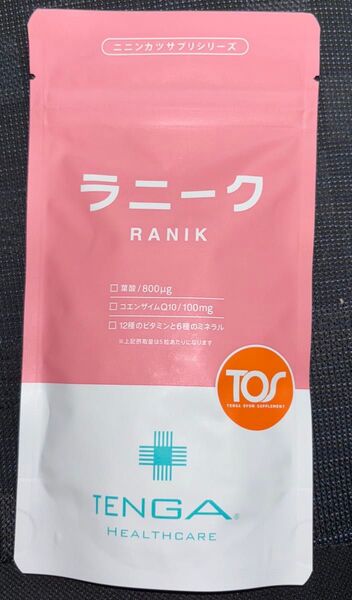 ニニンカツサプリシリーズ
ラニーク
RANIK
葉酸/800μg
コエンザイムQ10/100mg
12種のビタミンと6種のミネラル
※上記摂取量は5粒あたりになります
TOS
TENGA OPEN SUPPLEMENT
TENGA®
HEALTHCARE